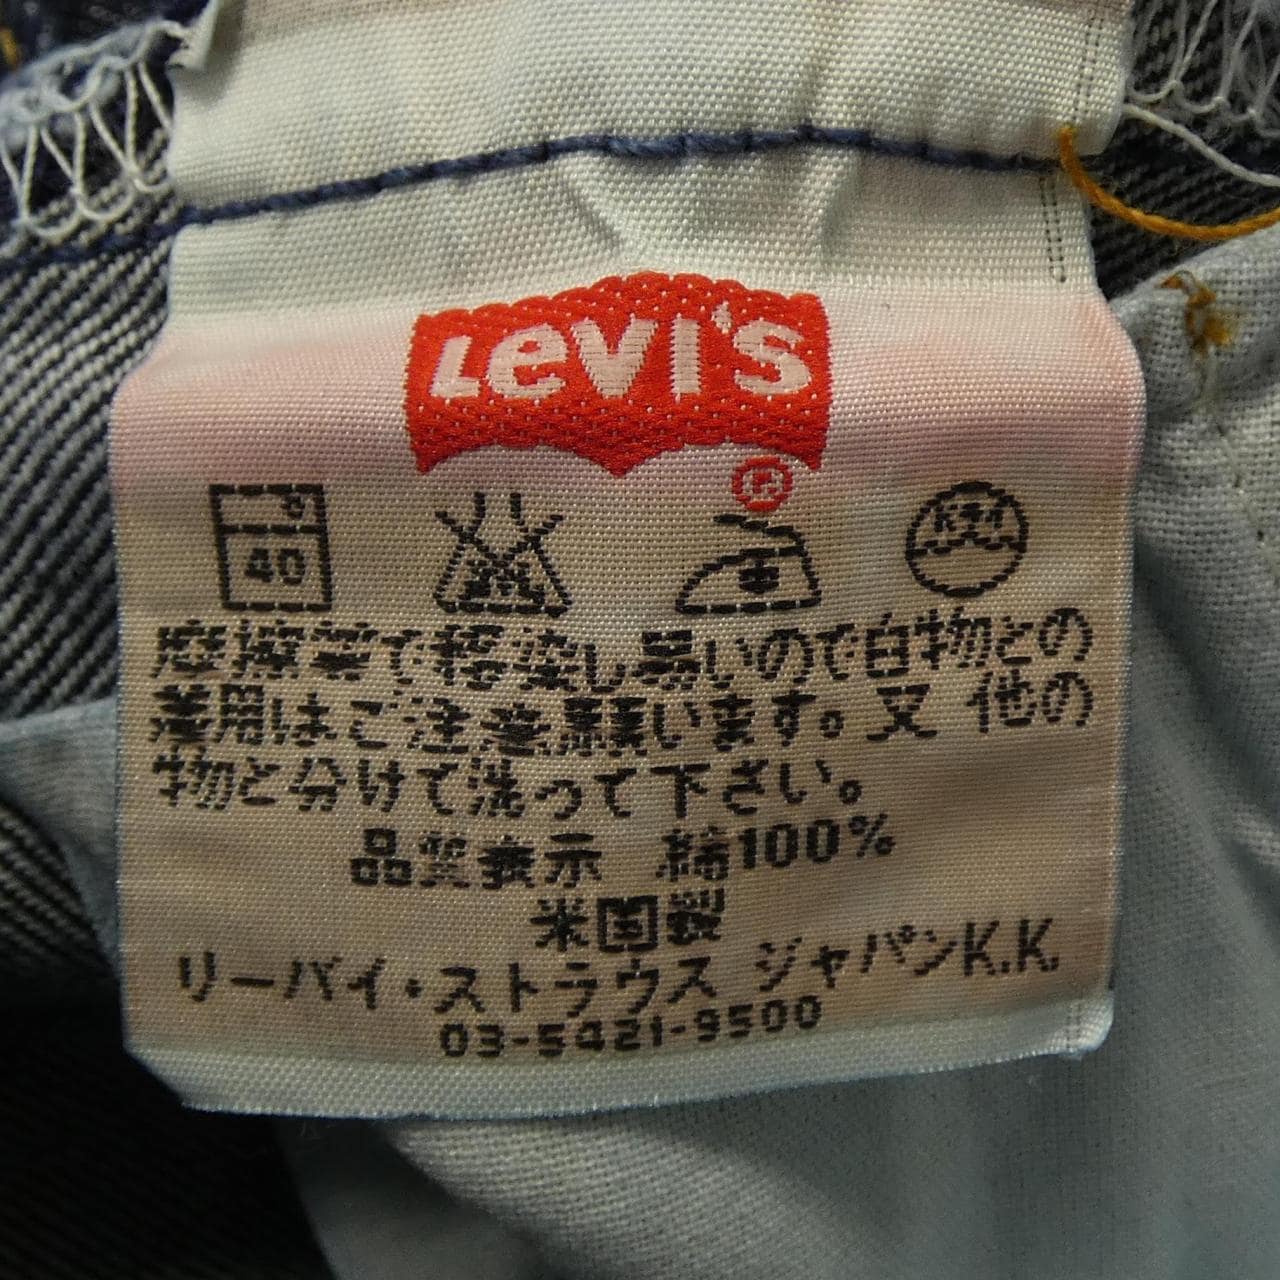 Levi's
®
40
ドライ
摩擦等で移染し易いので白物との
着用はご注意願います。又 他の
物と分けて洗って下さい。
品質表示 綿100%
米国製
リーバイ・ストラウス ジャパンK.K.
03-5421-9500